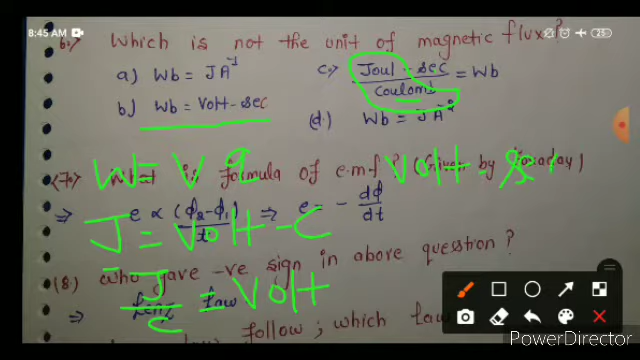 8:45 AM
25
6. Which is not the unit of magnetic flux?
a) Wb = JA⁻¹ c) Joul - sec / Coulomb = Wb
b) Wb = Volt - sec (d) Wb = JA⁻²
W = V q Volt -
(7) What is formula of e.m.f? (Given by Faraday)
⇒ e ∝ (ϕ₂-ϕ₁)/t ⇒ e = - dϕ/dt
J = Volt - C
(8) who gave -ve sign in above question?
J/C = Volt
⇒ Lenz law
follow, which law
PowerDirector